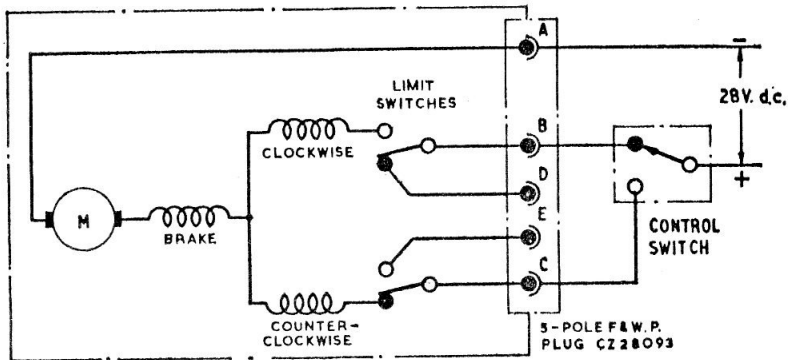 A
−
LIMIT
SWITCHES
28V. d.c.
CLOCKWISE
B
D
+
M
BRAKE
E
CONTROL
SWITCH
C
COUNTER-
CLOCKWISE
5-POLE F & W.P.
PLUG CZ28093